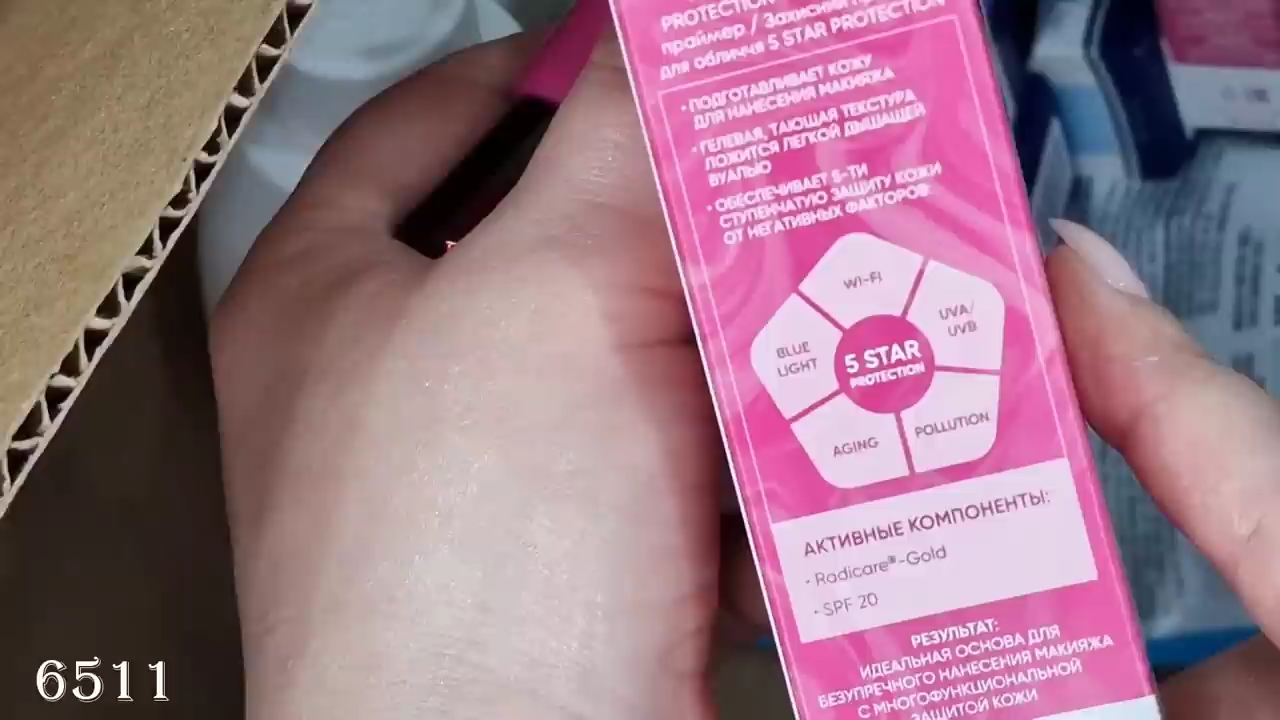 PROTECTION
праймер / Захисний
для обличчя 5 STAR PROTECTION
• ПОДГОТАВЛИВАЕТ КОЖУ
ДЛЯ НАНЕСЕНИЯ МАКИЯЖА
• ГЕЛЕВАЯ, ТАЮЩАЯ ТЕКСТУРА
ЛОЖИТСЯ ЛЕГКОЙ ДЫШАЩЕЙ
ВУАЛЬЮ
• ОБЕСПЕЧИВАЕТ 5-ТИ
СТУПЕНЧАТУЮ ЗАЩИТУ КОЖИ
ОТ НЕГАТИВНЫХ ФАКТОРОВ:
WI-FI
UVA/
UVB
BLUE
LIGHT
5 STAR
PROTECTION
AGING
POLLUTION
АКТИВНЫЕ КОМПОНЕНТЫ:
• Radicare®-Gold
• SPF 20
РЕЗУЛЬТАТ:
ИДЕАЛЬНАЯ ОСНОВА ДЛЯ
БЕЗУПРЕЧНОГО НАНЕСЕНИЯ МАКИЯЖА
С МНОГОФУНКЦИОНАЛЬНОЙ
ЗАЩИТОЙ КОЖИ
6511